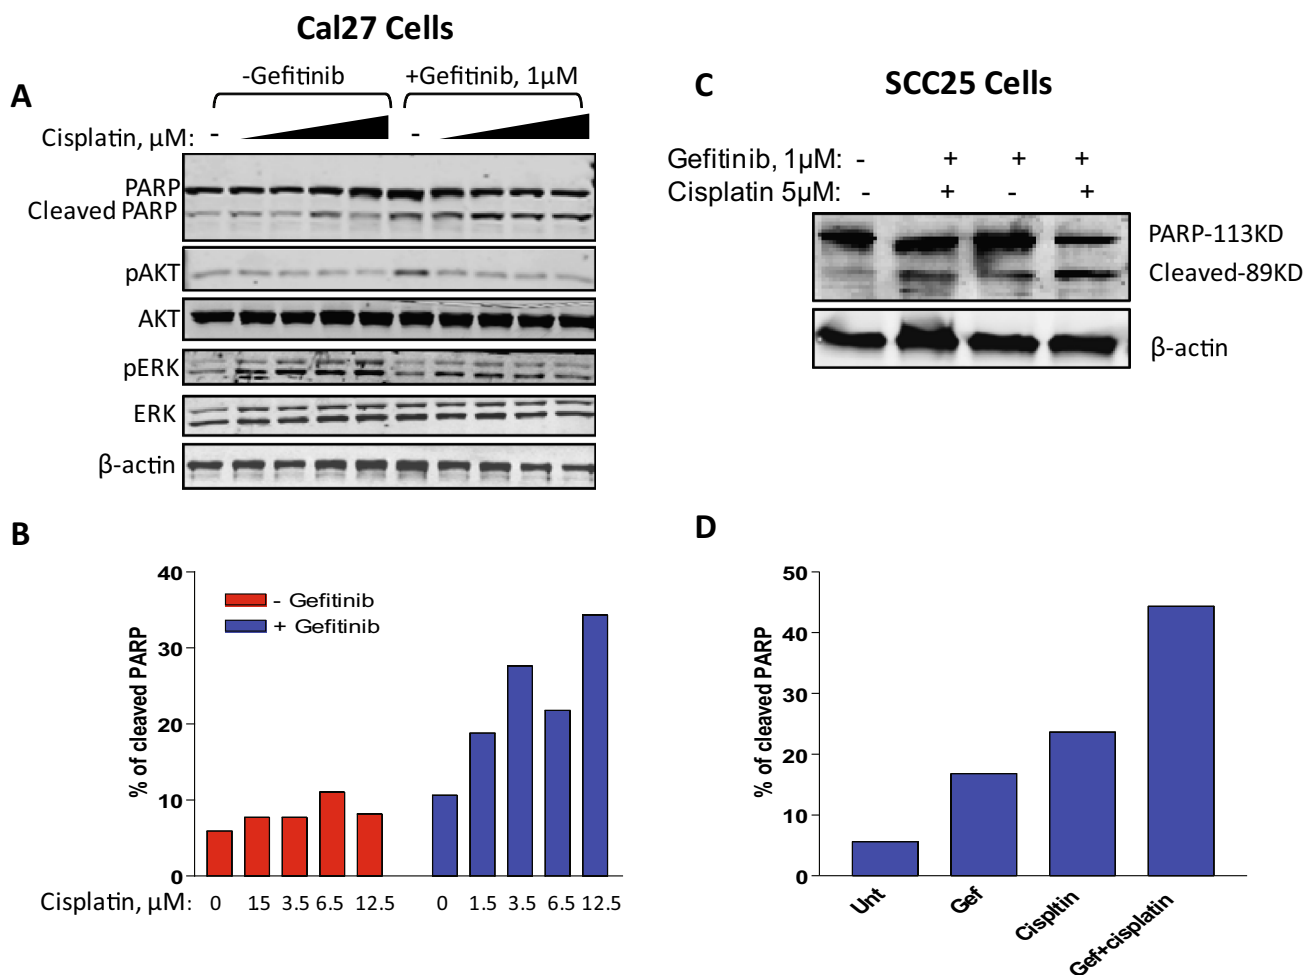 Cal27 Cells
A
-Gefitinib
+Gefitinib, 1µM
Cisplatin, µM:
-
-
PARP
Cleaved PARP
pAKT
AKT
pERK
ERK
β-actin
C
SCC25 Cells
Gefitinib, 1µM: - + + +
Cisplatin 5µM: - + - +
PARP-113KD
Cleaved-89KD
β-actin
B
% of cleaved PARP
40
30
20
10
0
- Gefitinib
+ Gefitinib
Cisplatin, µM: 0 15 3.5 6.5 12.5 0 1.5 3.5 6.5 12.5
D
% of cleaved PARP
50
40
30
20
10
0
Unt
Gef
Cispltin
Gef+cisplatin